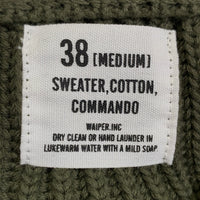 38 [MEDIUM]
SWEATER,COTTON,
COMMANDO
WAIPER.INC
DRY CLEAN OR HAND LAUNDER IN
LUKEWARM WATER WITH A MILD SOAP